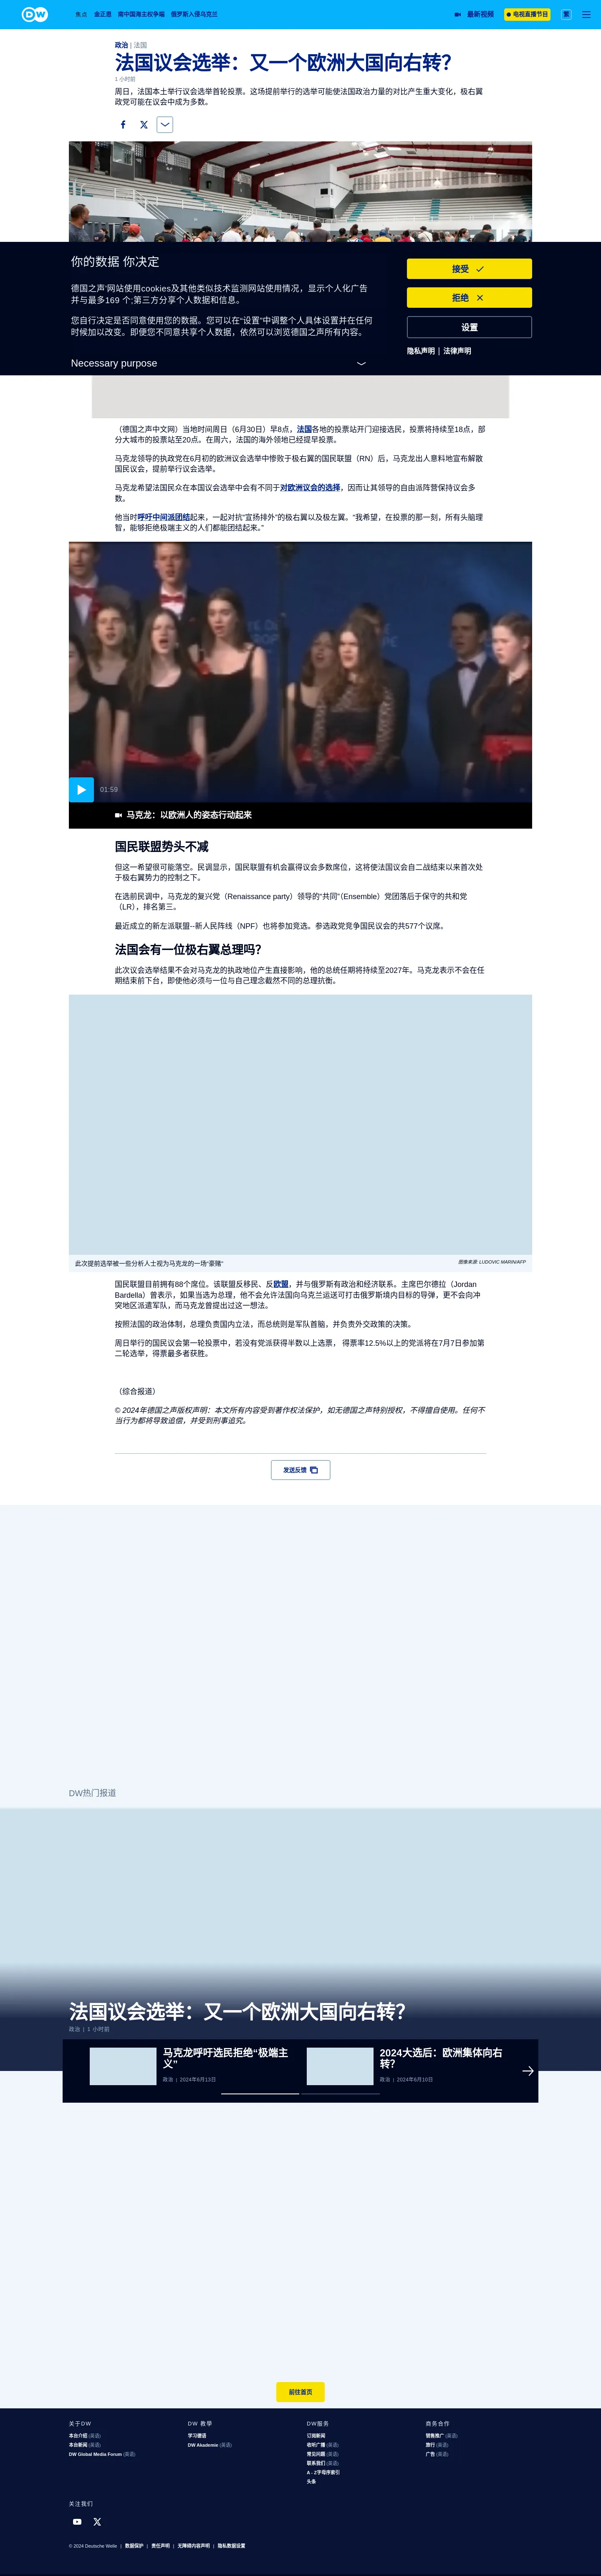 DW
焦点 金正恩 南中国海主权争端 俄罗斯入侵乌克兰
最新视频
电视直播节目
繁
政治 | 法国
法国议会选举：又一个欧洲大国向右转？
1 小时前
周日，法国本土举行议会选举首轮投票。这场提前举行的选举可能使法国政治力量的对比产生重大变化，极右翼
政党可能在议会中成为多数。
你的数据 你决定
德国之声'网站使用cookies及其他类似技术监测网站使用情况，显示个人化广告
并与最多169 个;第三方分享个人数据和信息。
您自行决定是否同意使用您的数据。您可以在“设置”中调整个人具体设置并在任何
时候加以改变。即便您不同意共享个人数据，依然可以浏览德国之声所有内容。
Necessary purpose
接受
拒绝
设置
隐私声明 | 法律声明
（德国之声中文网）当地时间周日（6月30日）早8点，法国各地的投票站开门迎接选民，投票将持续至18点，部
分大城市的投票站至20点。在周六，法国的海外领地已经提早投票。
马克龙领导的执政党在6月初的欧洲议会选举中惨败于极右翼的国民联盟（RN）后，马克龙出人意料地宣布解散
国民议会，提前举行议会选举。
马克龙希望法国民众在本国议会选举中会有不同于对欧洲议会的选择，因而让其领导的自由派阵营保持议会多
数。
他当时呼吁中间派团结起来，一起对抗"宣扬排外"的极右翼以及极左翼。"我希望，在投票的那一刻，所有头脑理
智，能够拒绝极端主义的人们都能团结起来。"
01:59
马克龙：以欧洲人的姿态行动起来
国民联盟势头不减
但这一希望很可能落空。民调显示，国民联盟有机会赢得议会多数席位，这将使法国议会自二战结束以来首次处
于极右翼势力的控制之下。
在选前民调中，马克龙的复兴党（Renaissance party）领导的"共同"（Ensemble）党团落后于保守的共和党
（LR），排名第三。
最近成立的新左派联盟--新人民阵线（NPF）也将参加竞选。参选政党竞争国民议会的共577个议席。
法国会有一位极右翼总理吗？
此次议会选举结果不会对马克龙的执政地位产生直接影响，他的总统任期将持续至2027年。马克龙表示不会在任
期结束前下台，即使他必须与一位与自己理念截然不同的总理抗衡。
此次提前选举被一些分析人士视为马克龙的一场“豪赌”
图像来源: LUDOVIC MARIN/AFP
国民联盟目前拥有88个席位。该联盟反移民、反欧盟，并与俄罗斯有政治和经济联系。主席巴尔德拉（Jordan
Bardella）曾表示，如果当选为总理，他不会允许法国向乌克兰运送可打击俄罗斯境内目标的导弹，更不会向冲
突地区派遣军队，而马克龙曾提出过这一想法。
按照法国的政治体制，总理负责国内立法，而总统则是军队首脑，并负责外交政策的决策。
周日举行的国民议会第一轮投票中，若没有党派获得半数以上选票， 得票率12.5%以上的党派将在7月7日参加第
二轮选举，得票最多者获胜。
（综合报道）
© 2024年德国之声版权声明：本文所有内容受到著作权法保护，如无德国之声特别授权，不得擅自使用。任何不
当行为都将导致追偿，并受到刑事追究。
发送反馈
DW热门报道
法国议会选举：又一个欧洲大国向右转？
政治 | 1 小时前
马克龙呼吁选民拒绝“极端主
义”
政治 | 2024年6月13日
2024大选后：欧洲集体向右
转？
政治 | 2024年6月10日
前往首页
关于DW
本台介绍 (英语)
本台新闻 (英语)
DW Global Media Forum (英语)
DW 教學
学习德语
DW Akademie (英语)
DW服务
订阅新闻
收听广播 (英语)
常见问题 (英语)
联系我们 (英语)
A - Z字母序索引
头条
商务合作
销售推广 (英语)
旅行 (英语)
广告 (英语)
关注我们
© 2024 Deutsche Welle | 数据保护 | 责任声明 | 无障碍内容声明 | 隐私数据设置